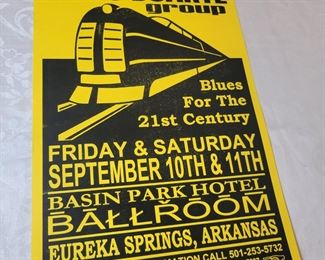 group
Blues
For The
21st Century
FRIDAY & SATURDAY
SEPTEMBER 10TH & 11TH
BASIN PARK HOTEL
BALLROOM
EUREKA SPRINGS, ARKANSAS
CALL 501-253-5732